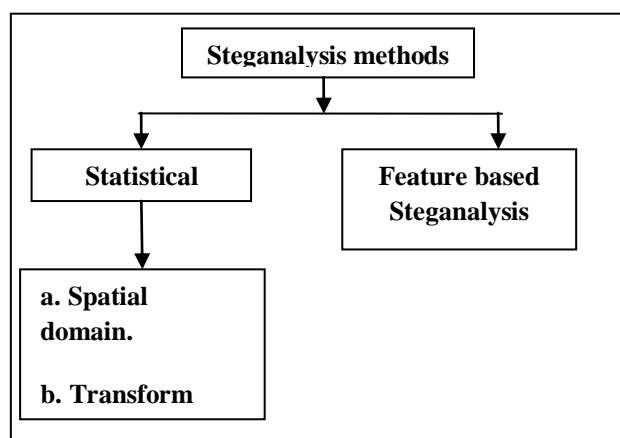 Steganalysis methods
Statistical
Feature based
Steganalysis
a. Spatial
domain.
b. Transform